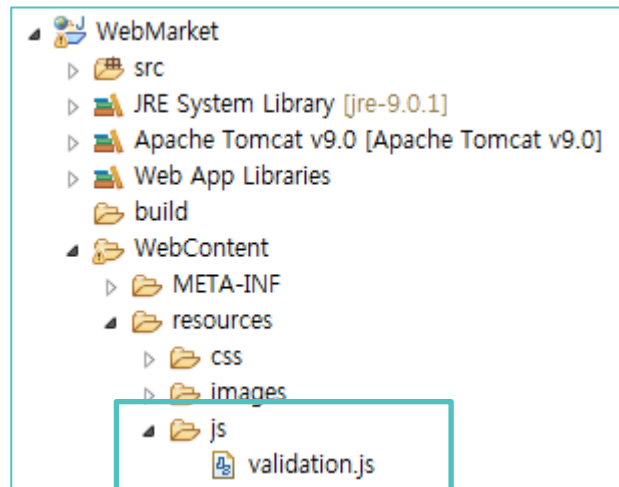 WebMarket
src
JRE System Library [jre-9.0.1]
Apache Tomcat v9.0 [Apache Tomcat v9.0]
Web App Libraries
build
WebContent
META-INF
resources
css
images
js
validation.js